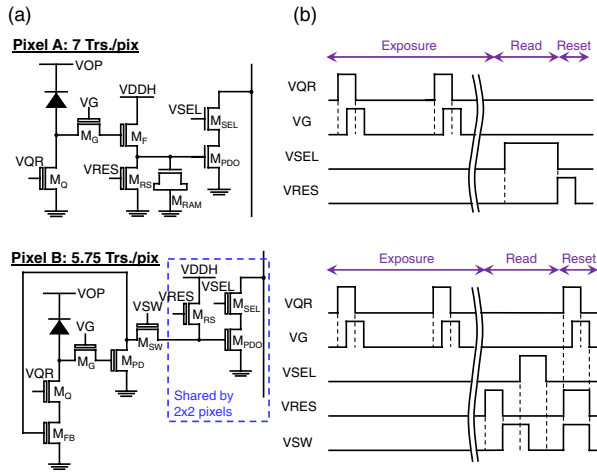 (a)
Pixel A: 7 Trs./pix
VOP
VG
VDDH
VSEL
MSEL
MG
MF
VQR
VRES
MPDO
MQ
MRS
MRAM
Pixel B: 5.75 Trs./pix
VOP
VDDH
VSEL
VRES
MSEL
VG
VSW
MRS
MG
MPD
MSW
MPDO
VQR
MQ
MFB
Shared by
2x2 pixels
(b)
Exposure Read Reset
VQR
VG
VSEL
VRES
Exposure Read Reset
VQR
VG
VSEL
VRES
VSW